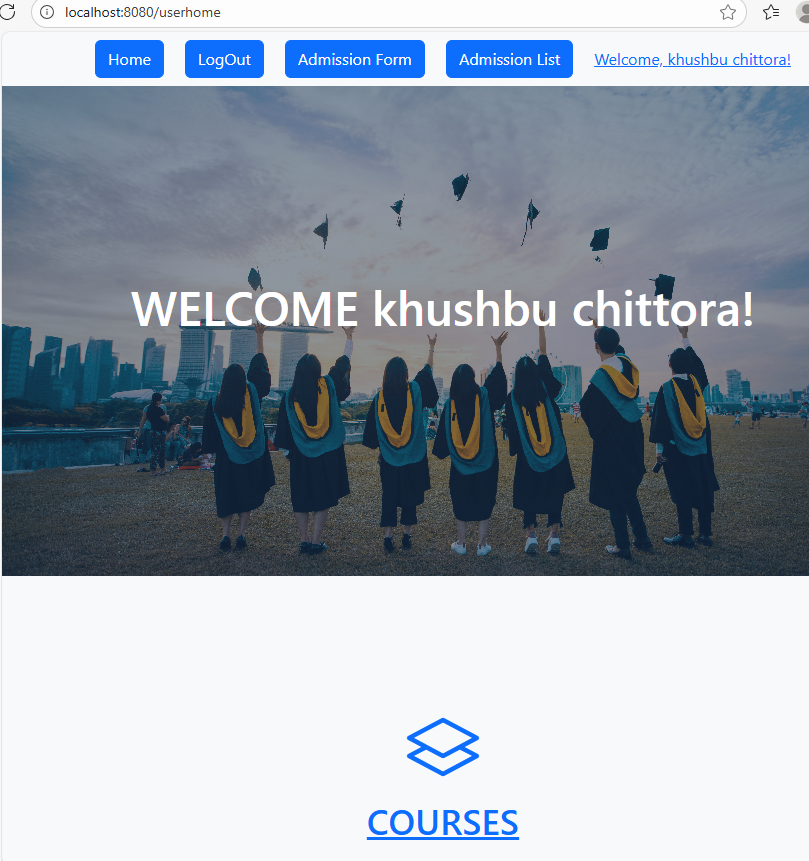 localhost:8080/userhome
Home LogOut Admission Form Admission List Welcome, khushbu chittora!
WELCOME khushbu chittora!
COURSES